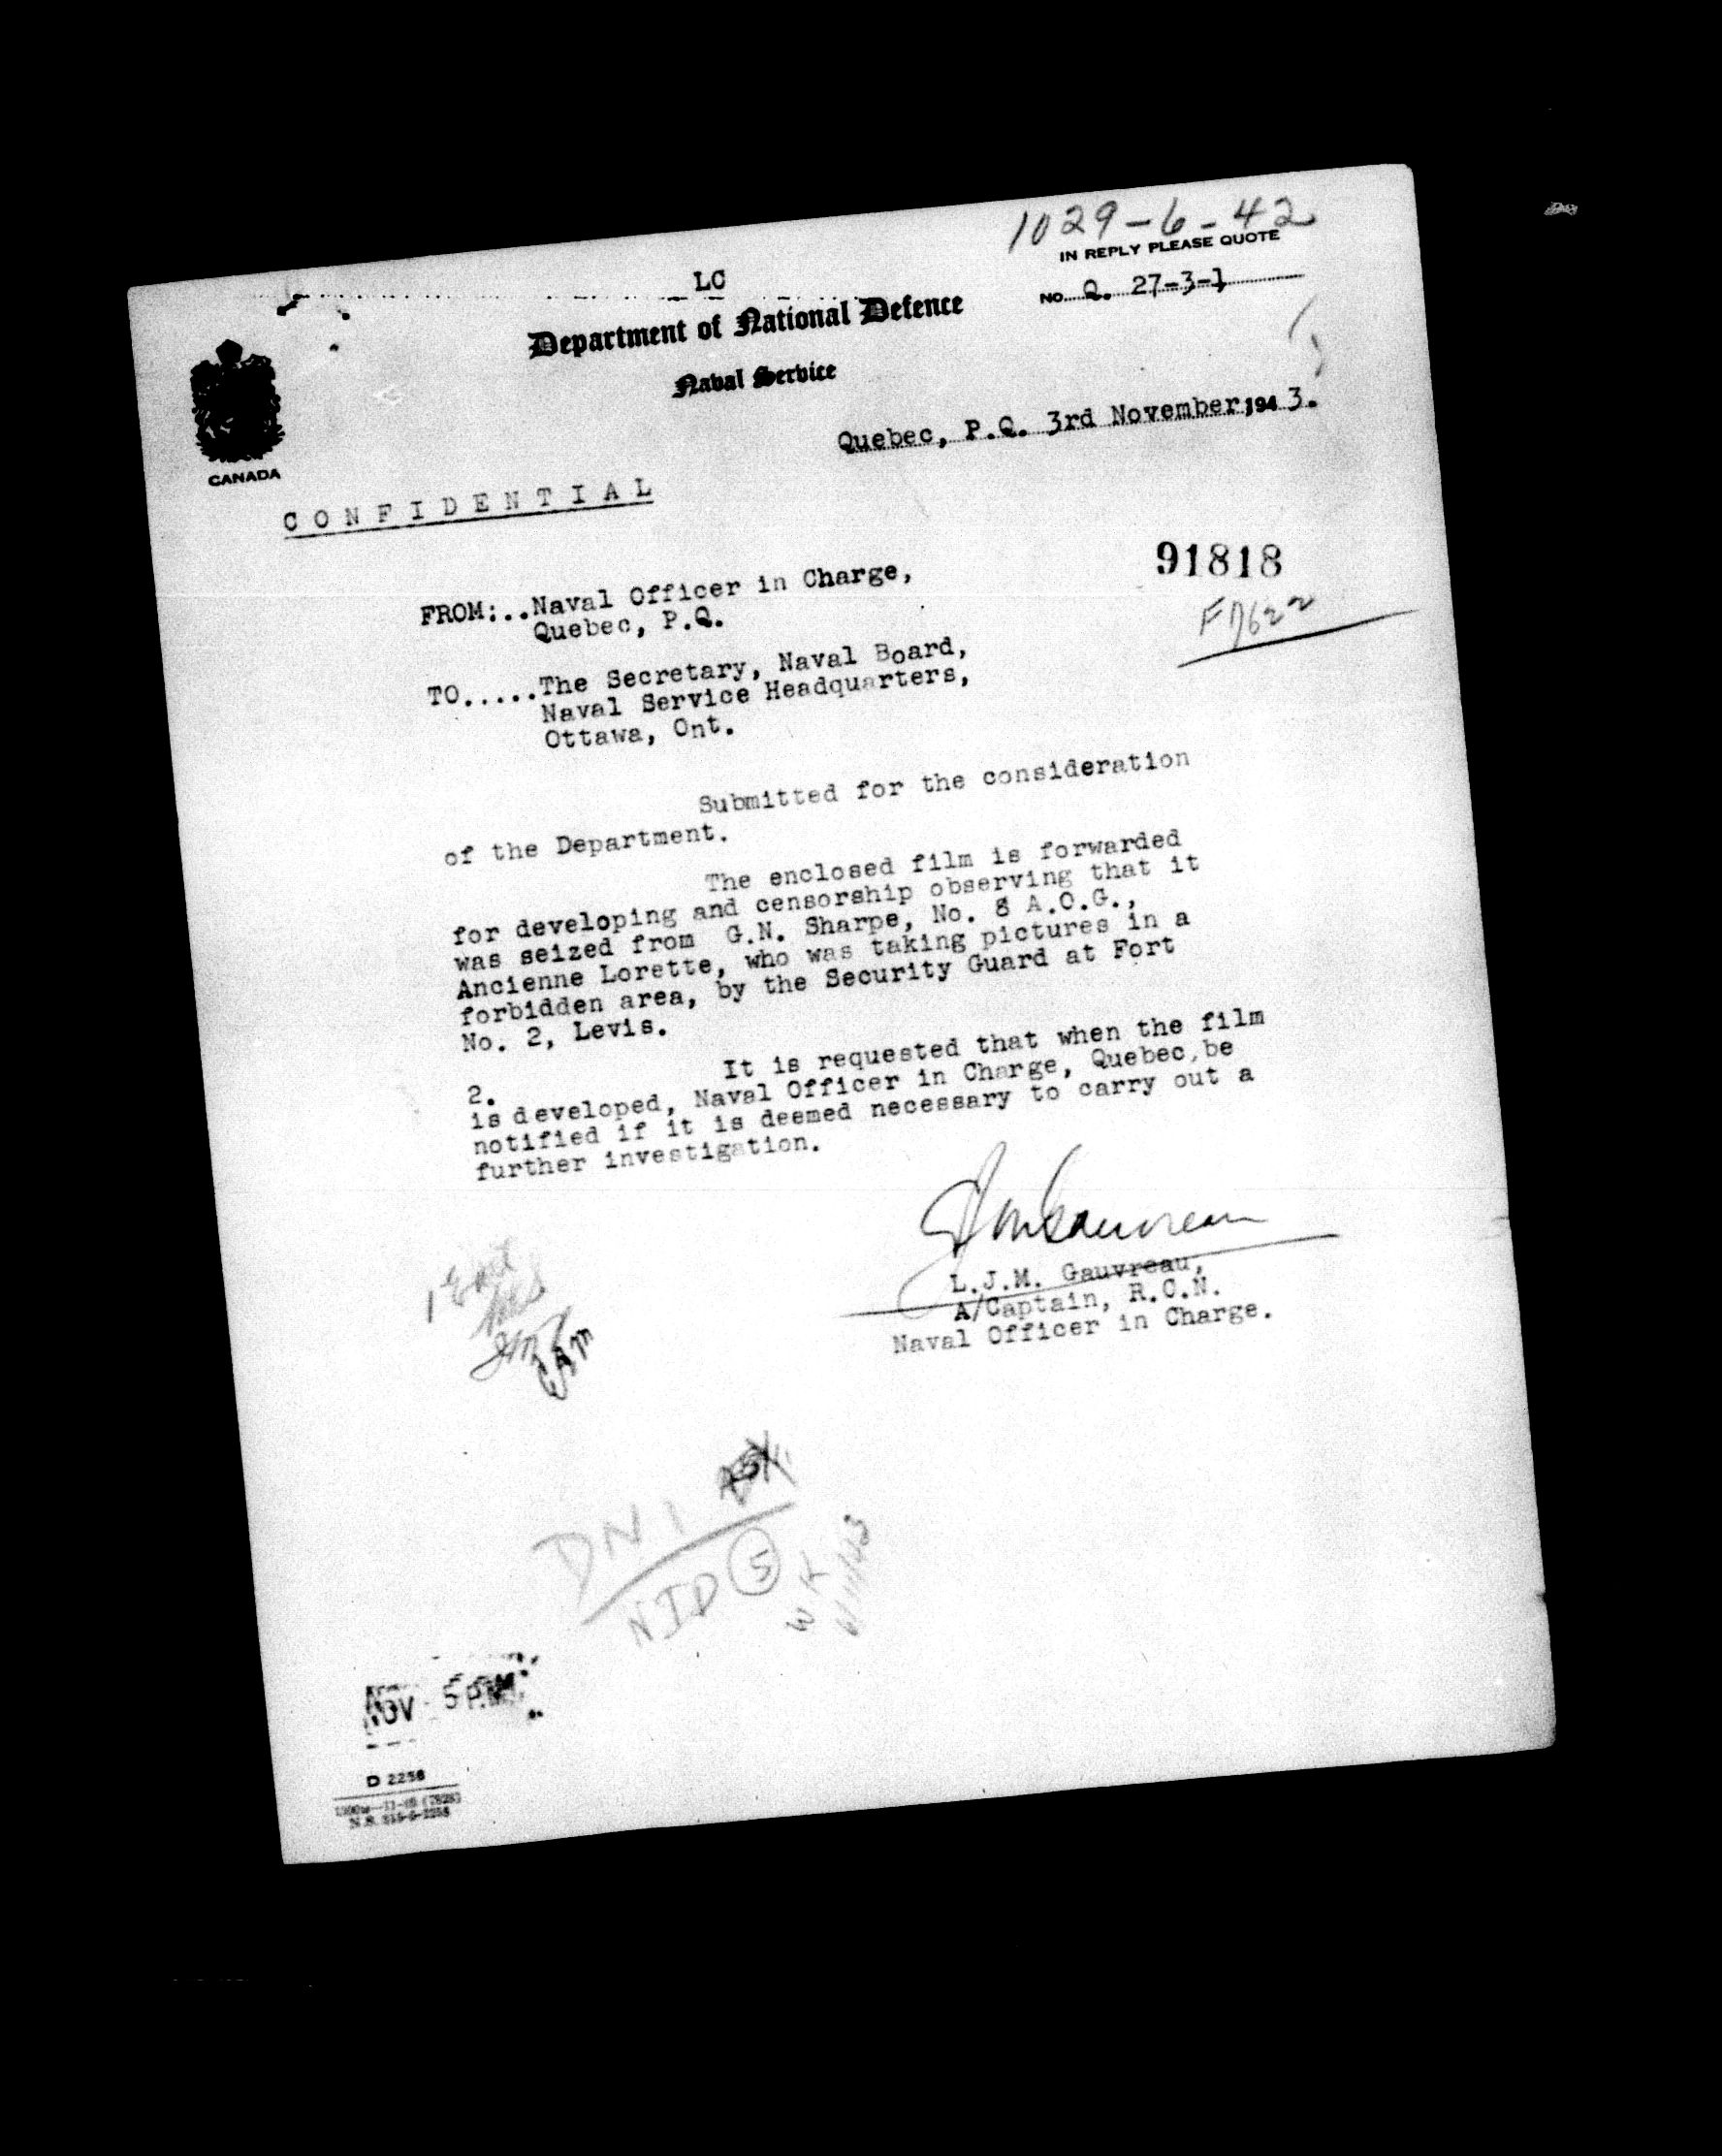 1029-6-42
IN REPLY PLEASE QUOTE
NO. Q. 27-3-1
LC
Department of National Defence
Naval Service
CANADA
Quebec, P.Q. 3rd November, 1943.
C O N F I D E N T I A L
91818
FROM:..Naval Officer in Charge,
Quebec, P.Q.
TO.....The Secretary, Naval Board,
Naval Service Headquarters,
Ottawa, Ont.
Submitted for the consideration
of the Department.
The enclosed film is forwarded
for developing and censorship observing that it
was seized from G.N. Sharpe, No. 8 A.O.G.,
Ancienne Lorette, who was taking pictures in a
forbidden area, by the Security Guard at Fort
No. 2, Levis.
2. It is requested that when the film
is developed, Naval Officer in Charge, Quebec, be
notified if it is deemed necessary to carry out a
further investigation.
L.J.M. Gauvreau,
A/Captain, R.C.N.
Naval Officer in Charge.
DNI
NID 5
WK
NOV 5 P.M.
D 2256